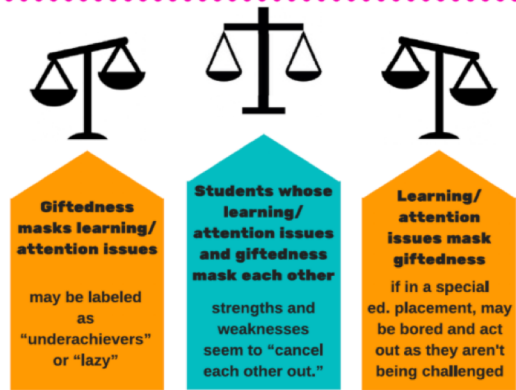 Giftedness
masks learning/
attention issues
may be labeled
as
“underachievers”
or “lazy”
Students whose
learning/
attention issues
and giftedness
mask each other
strengths and
weaknesses
seem to “cancel
each other out.”
Learning/
attention
issues mask
giftedness
if in a special
ed. placement, may
be bored and act
out as they aren't
being challenged